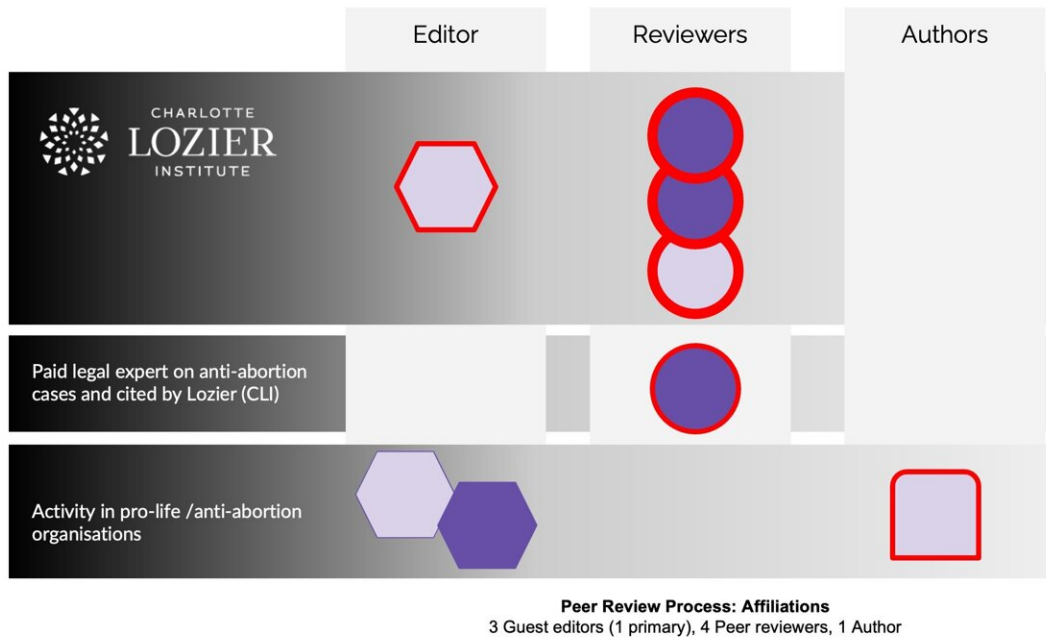 Editor
Reviewers
Authors
CHARLOTTE
LOZIER
INSTITUTE
Paid legal expert on anti-abortion
cases and cited by Lozier (CLI)
Activity in pro-life /anti-abortion
organisations
Peer Review Process: Affiliations
3 Guest editors (1 primary), 4 Peer reviewers, 1 Author